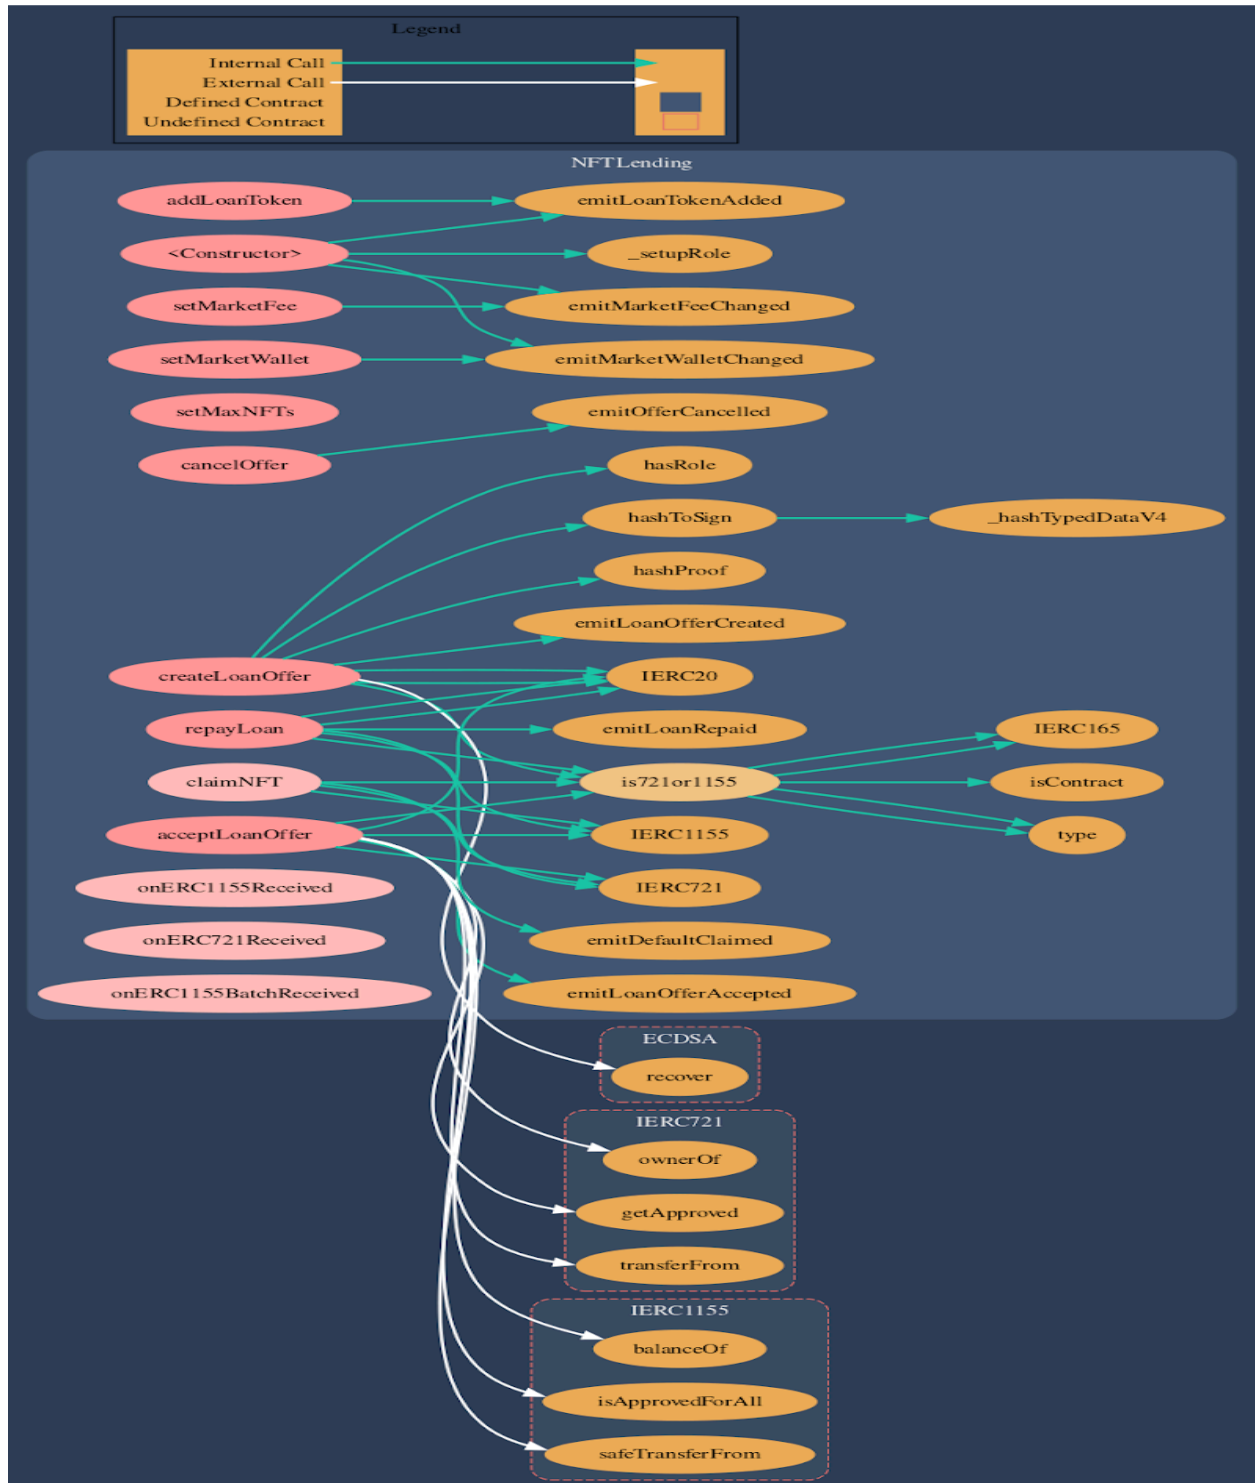 Legend
Internal Call
External Call
Defined Contract
Undefined Contract
NFTLending
addLoanToken
emitLoanTokenAdded
<Constructor>
_setupRole
setMarketFee
emitMarketFeeChanged
setMarketWallet
emitMarketWalletChanged
setMaxNFTs
emitOfferCancelled
cancelOffer
hasRole
hashToSign
_hashTypedDataV4
hashProof
emitLoanOfferCreated
createLoanOffer
IERC20
repayLoan
emitLoanRepaid
IERC165
claimNFT
is721or1155
isContract
acceptLoanOffer
IERC1155
type
onERC1155Received
IERC721
onERC721Received
emitDefaultClaimed
onERC1155BatchReceived
emitLoanOfferAccepted
ECDSA
recover
IERC721
ownerOf
getApproved
transferFrom
IERC1155
balanceOf
isApprovedForAll
safeTransferFrom